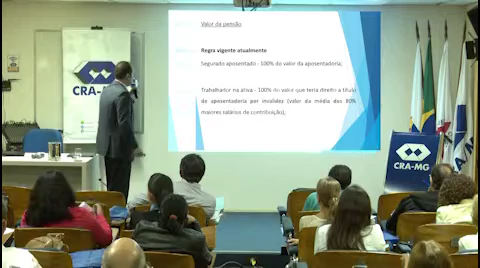 Valor da pensão
Regra vigente atualmente
Segurado aposentado - 100% do valor da aposentadoria;
Trabalhador na ativa - 100% do valor que teria direito a título
de aposentadoria por invalidez (valor da média dos 80%
maiores salários de contribuição),
CRA-MG
CRA-